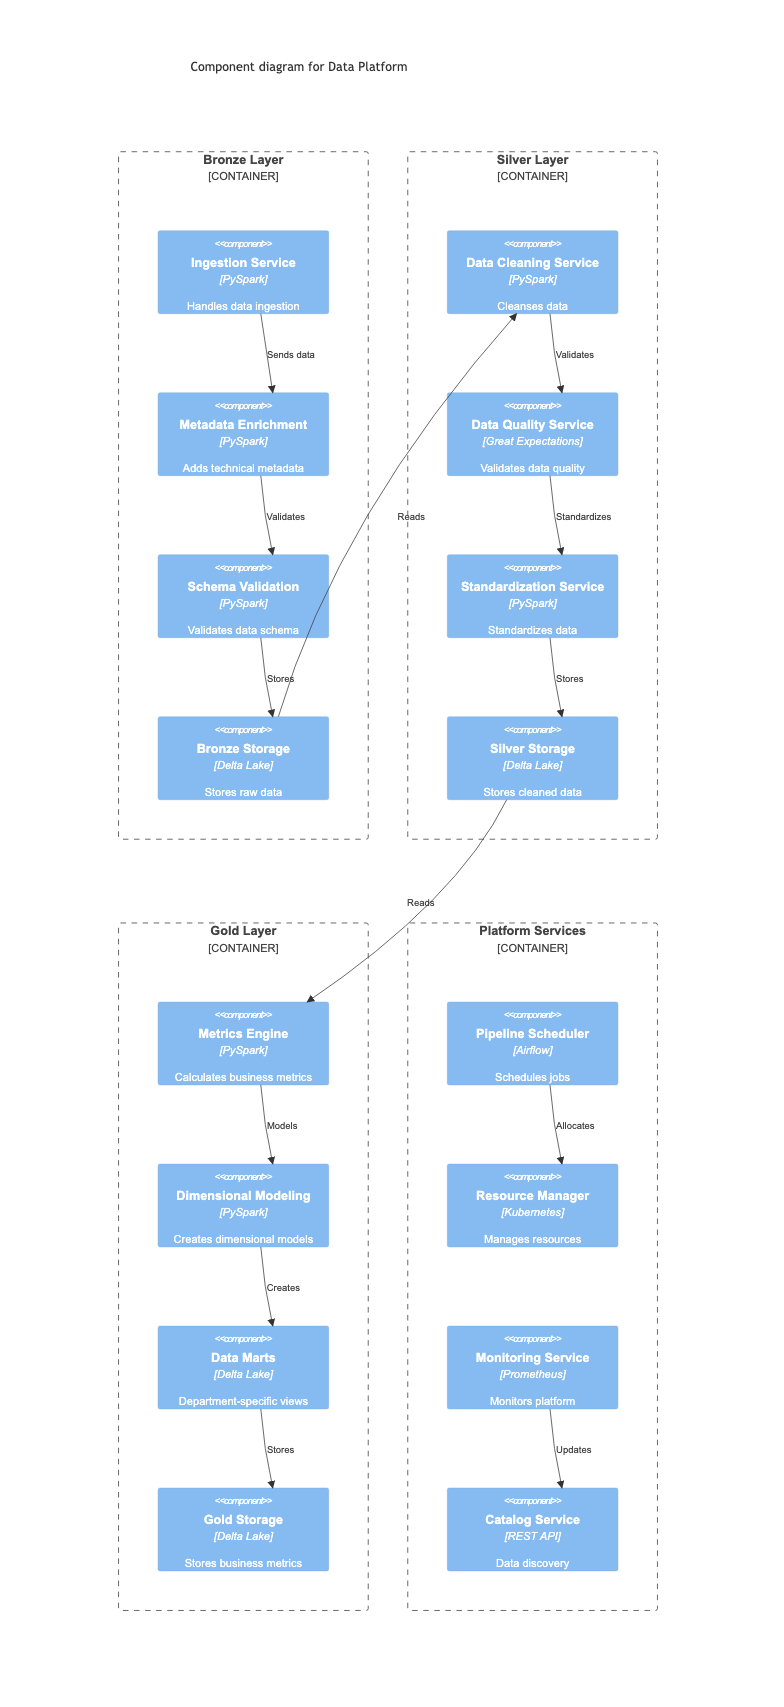 Component diagram for Data Platform
Bronze Layer
[CONTAINER]
<<component>>
Ingestion Service
[PySpark]
Handles data ingestion
Sends data
<<component>>
Metadata Enrichment
[PySpark]
Adds technical metadata
Validates
<<component>>
Schema Validation
[PySpark]
Validates data schema
Stores
<<component>>
Bronze Storage
[Delta Lake]
Stores raw data
Reads
Silver Layer
[CONTAINER]
<<component>>
Data Cleaning Service
[PySpark]
Cleanses data
Validates
<<component>>
Data Quality Service
[Great Expectations]
Validates data quality
Standardizes
<<component>>
Standardization Service
[PySpark]
Standardizes data
Stores
<<component>>
Silver Storage
[Delta Lake]
Stores cleaned data
Reads
Gold Layer
[CONTAINER]
<<component>>
Metrics Engine
[PySpark]
Calculates business metrics
Models
<<component>>
Dimensional Modeling
[PySpark]
Creates dimensional models
Creates
<<component>>
Data Marts
[Delta Lake]
Department-specific views
Stores
<<component>>
Gold Storage
[Delta Lake]
Stores business metrics
Platform Services
[CONTAINER]
<<component>>
Pipeline Scheduler
[Airflow]
Schedules jobs
Allocates
<<component>>
Resource Manager
[Kubernetes]
Manages resources
<<component>>
Monitoring Service
[Prometheus]
Monitors platform
Updates
<<component>>
Catalog Service
[REST API]
Data discovery